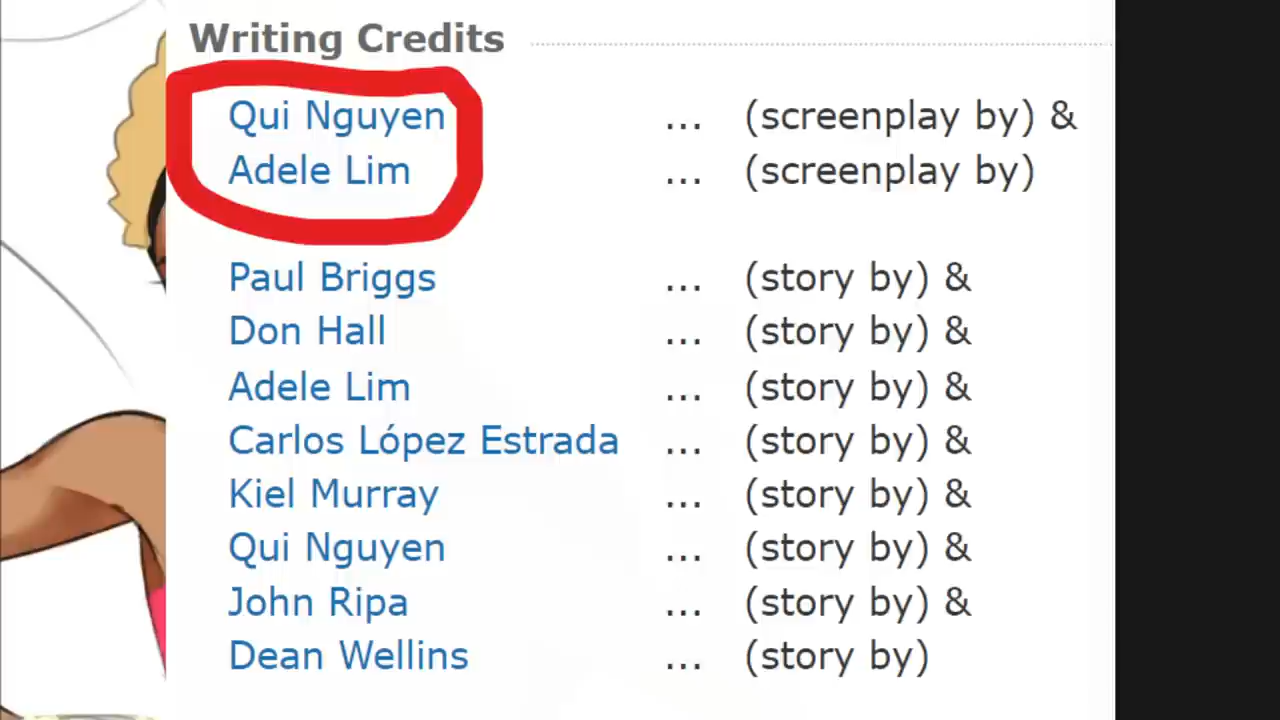 Writing Credits
Qui Nguyen ... (screenplay by) &
Adele Lim ... (screenplay by)
Paul Briggs ... (story by) &
Don Hall ... (story by) &
Adele Lim ... (story by) &
Carlos López Estrada ... (story by) &
Kiel Murray ... (story by) &
Qui Nguyen ... (story by) &
John Ripa ... (story by) &
Dean Wellins ... (story by)